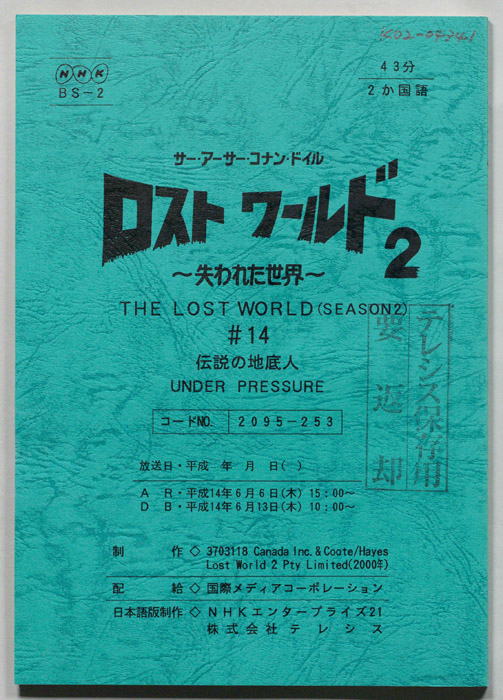 K02-07341
NHK
BS-2
43分
2か国語
サー・アーサー・コナン・ドイル
ロスト ワールド2
～失われた世界～
THE LOST WORLD(SEASON2)
#14
伝説の地底人
UNDER PRESSURE
コードNO. 2095-253
テレシス保存用
要返却
放送日・平成 年 月 日( )
A R・平成14年6月6日(木) 15:00～
D B・平成14年6月13日(木) 10:00～
制 作◇3703118 Canada Inc.&Coote/Hayes
Lost World 2 Pty Limited(2000年)
配 給◇国際メディアコーポレーション
日本語版制作◇NHKエンタープライズ21
株式会社テレシス